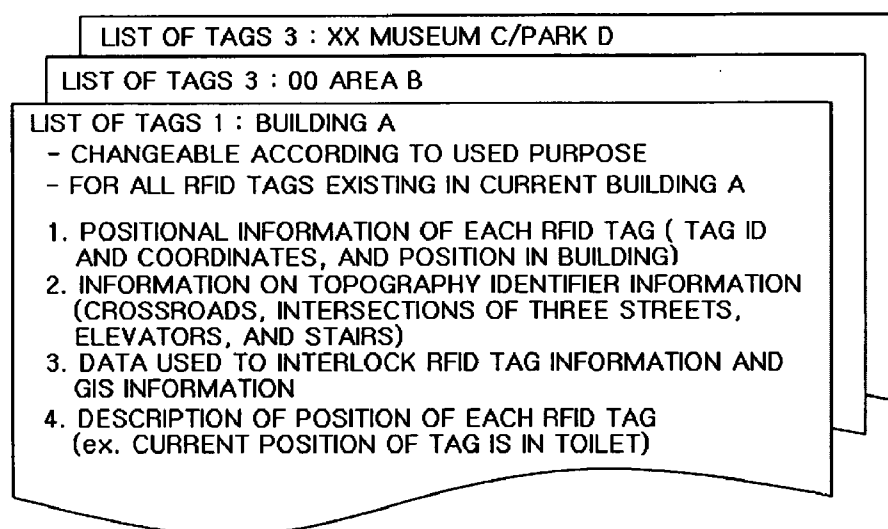 LIST OF TAGS 3 : XX MUSEUM C/PARK D
LIST OF TAGS 3 : 00 AREA B
LIST OF TAGS 1 : BUILDING A
- CHANGEABLE ACCORDING TO USED PURPOSE
- FOR ALL RFID TAGS EXISTING IN CURRENT BUILDING A
1. POSITIONAL INFORMATION OF EACH RFID TAG ( TAG ID
AND COORDINATES, AND POSITION IN BUILDING)
2. INFORMATION ON TOPOGRAPHY IDENTIFIER INFORMATION
(CROSSROADS, INTERSECTIONS OF THREE STREETS,
ELEVATORS, AND STAIRS)
3. DATA USED TO INTERLOCK RFID TAG INFORMATION AND
GIS INFORMATION
4. DESCRIPTION OF POSITION OF EACH RFID TAG
(ex. CURRENT POSITION OF TAG IS IN TOILET)